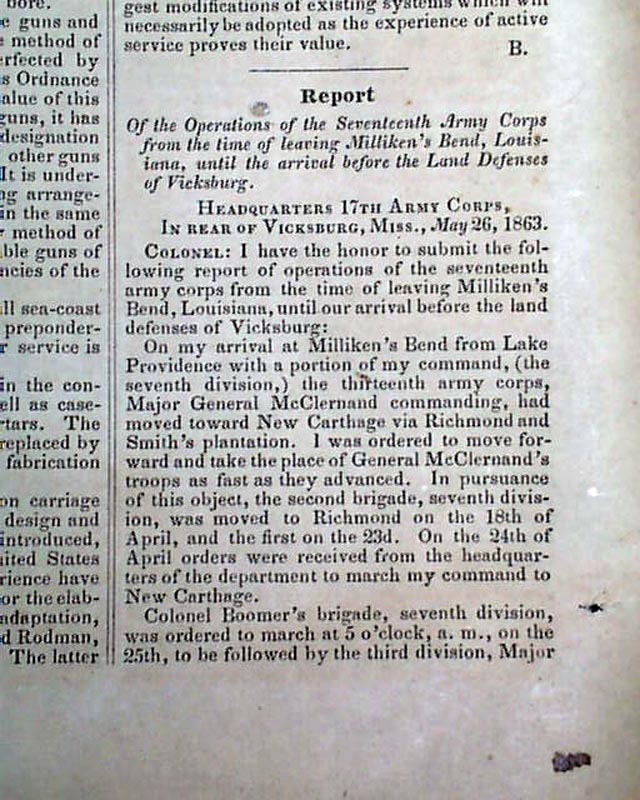 bore.
e guns and
e method of
erfected by
s Ordnance
alue of this
guns, it has
designation
other guns
It is under-
ng arrange-
in the same
r method of
ble guns of
ncies of the
ll sea-coast
preponder-
r service is
in the con-
ell as case-
tars. The
replaced by
fabrication
on carriage
design and
introduced,
nited States
rience have
or the elab-
adaptation,
d Rodman,
The latter
gest modifications of existing systems which will
necessarily be adopted as the experience of active
service proves their value. B.
Report
Of the Operations of the Seventeenth Army Corps
from the time of leaving Milliken's Bend, Louis-
iana, until the arrival before the Land Defenses
of Vicksburg.
HEADQUARTERS 17TH ARMY CORPS,
IN REAR OF VICKSBURG, MISS., May 26, 1863.
COLONEL: I have the honor to submit the fol-
lowing report of operations of the seventeenth
army corps from the time of leaving Milliken's
Bend, Louisiana, until our arrival before the land
defenses of Vicksburg:
On my arrival at Milliken's Bend from Lake
Providence with a portion of my command, (the
seventh division,) the thirteenth army corps,
Major General McClernand commanding, had
moved toward New Carthage via Richmond and
Smith's plantation. I was ordered to move for-
ward and take the place of General McClernand's
troops as fast as they advanced. In pursuance
of this object, the second brigade, seventh divis-
ion, was moved to Richmond on the 18th of
April, and the first on the 23d. On the 24th of
April orders were received from the headquar-
ters of the department to march my command to
New Carthage.
Colonel Boomer's brigade, seventh division,
was ordered to march at 5 o'clock, a. m., on the
25th, to be followed by the third division, Major